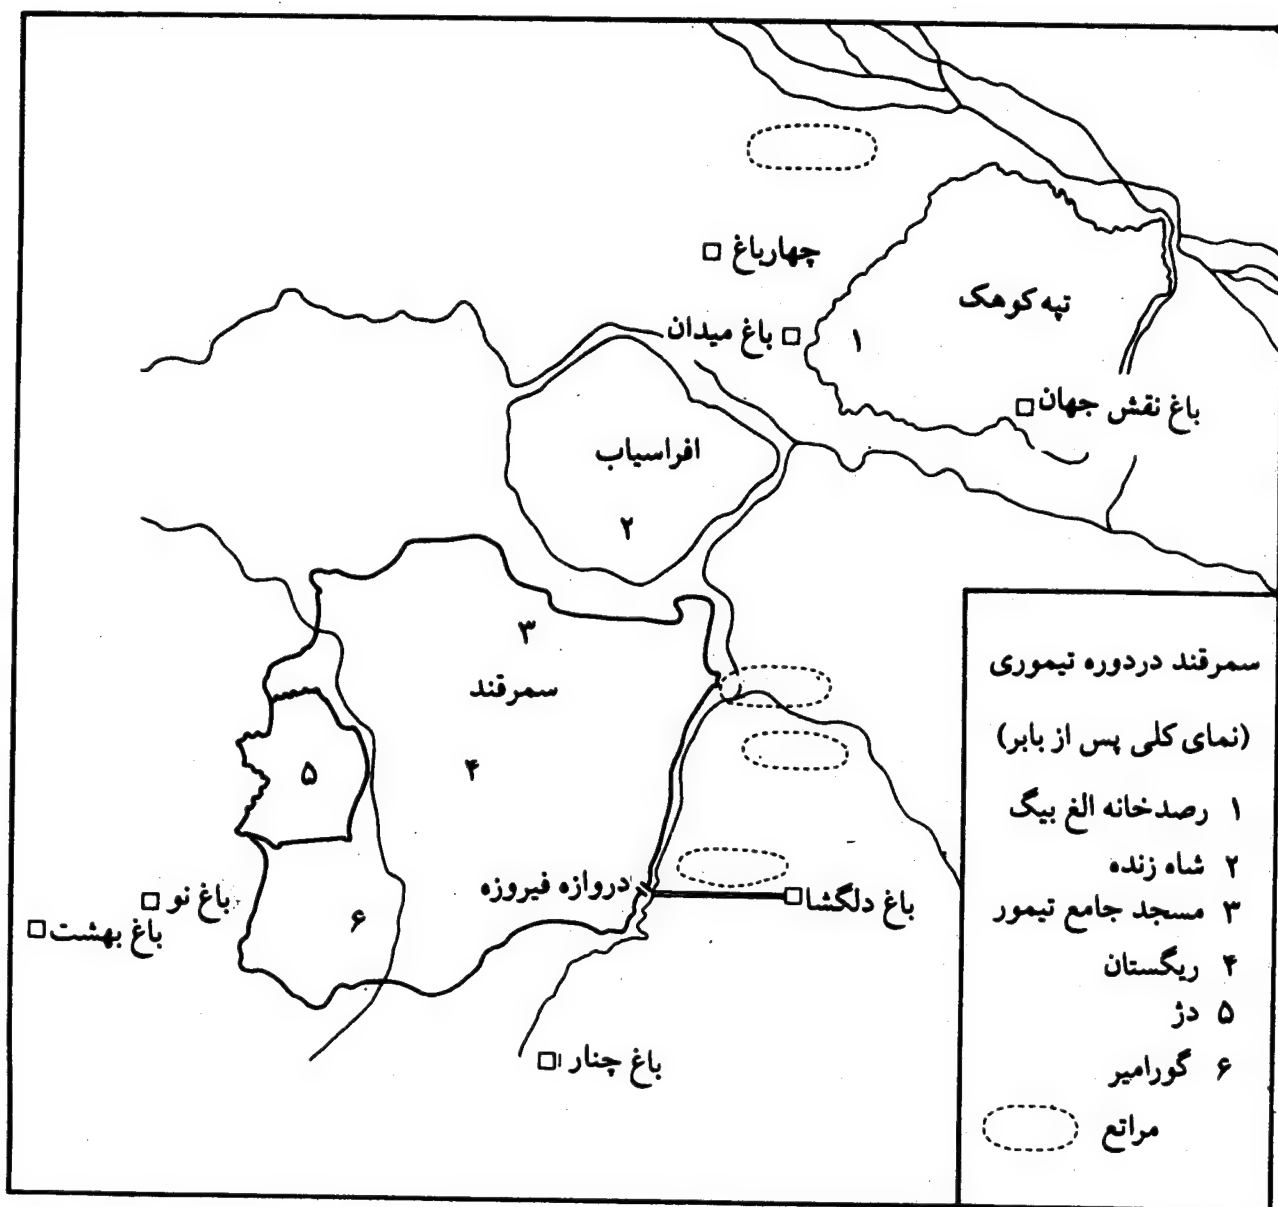 چهارباغ
تپه کوهک
باغ میدان
۱
باغ نقش جهان
افراسیاب
۲
۳
سمرقند
۴
۵
دروازه فیروزه
باغ دلگشا
باغ نو
باغ بهشت
۶
باغ چنار
سمرقند در دوره تیموری
(نمای کلی پس از بابر)
۱ رصدخانه الغ بیگ
۲ شاه زنده
۳ مسجد جامع تیمور
۴ ریگستان
۵ دژ
۶ گورامیر
مراتع